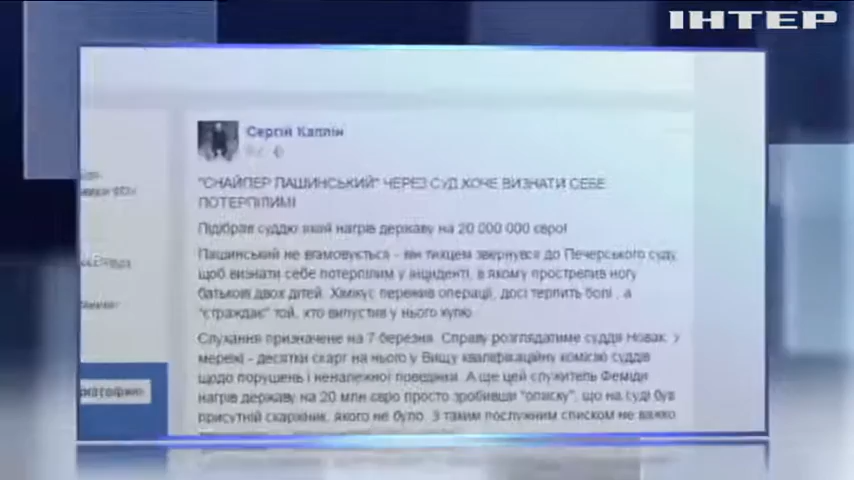 ІНТЕР
Сергій Каплін
"СНАЙПЕР ПАШИНСЬКИЙ" ЧЕРЕЗ СУД ХОЧЕ ВИЗНАТИ СЕБЕ
ПОТЕРПІЛИМ!
Підібрав суддю який нагрів державу на 20 000 000 євро!
Пашинський не вгамовується - він тихцем звернувся до Печерського суду,
щоб визнати себе потерпілим у інциденті, в якому прострелив ногу
батькові двох дітей. Хімікус пережив операції, досі терпить болі , а
"страждає" той, хто випустив у нього кулю.
Слухання призначене на 7 березня. Справу розглядатиме суддя Новак. У
мережі - десятки скарг на нього у Вищу кваліфікаційну комісію суддів
щодо порушень і неналежної поведінки. А ще цей служитель Феміди
нагрів державу на 20 млн євро просто зробивши "описку", що на суді був
присутній скаржник, якого не було. З таким послужним списком не важко